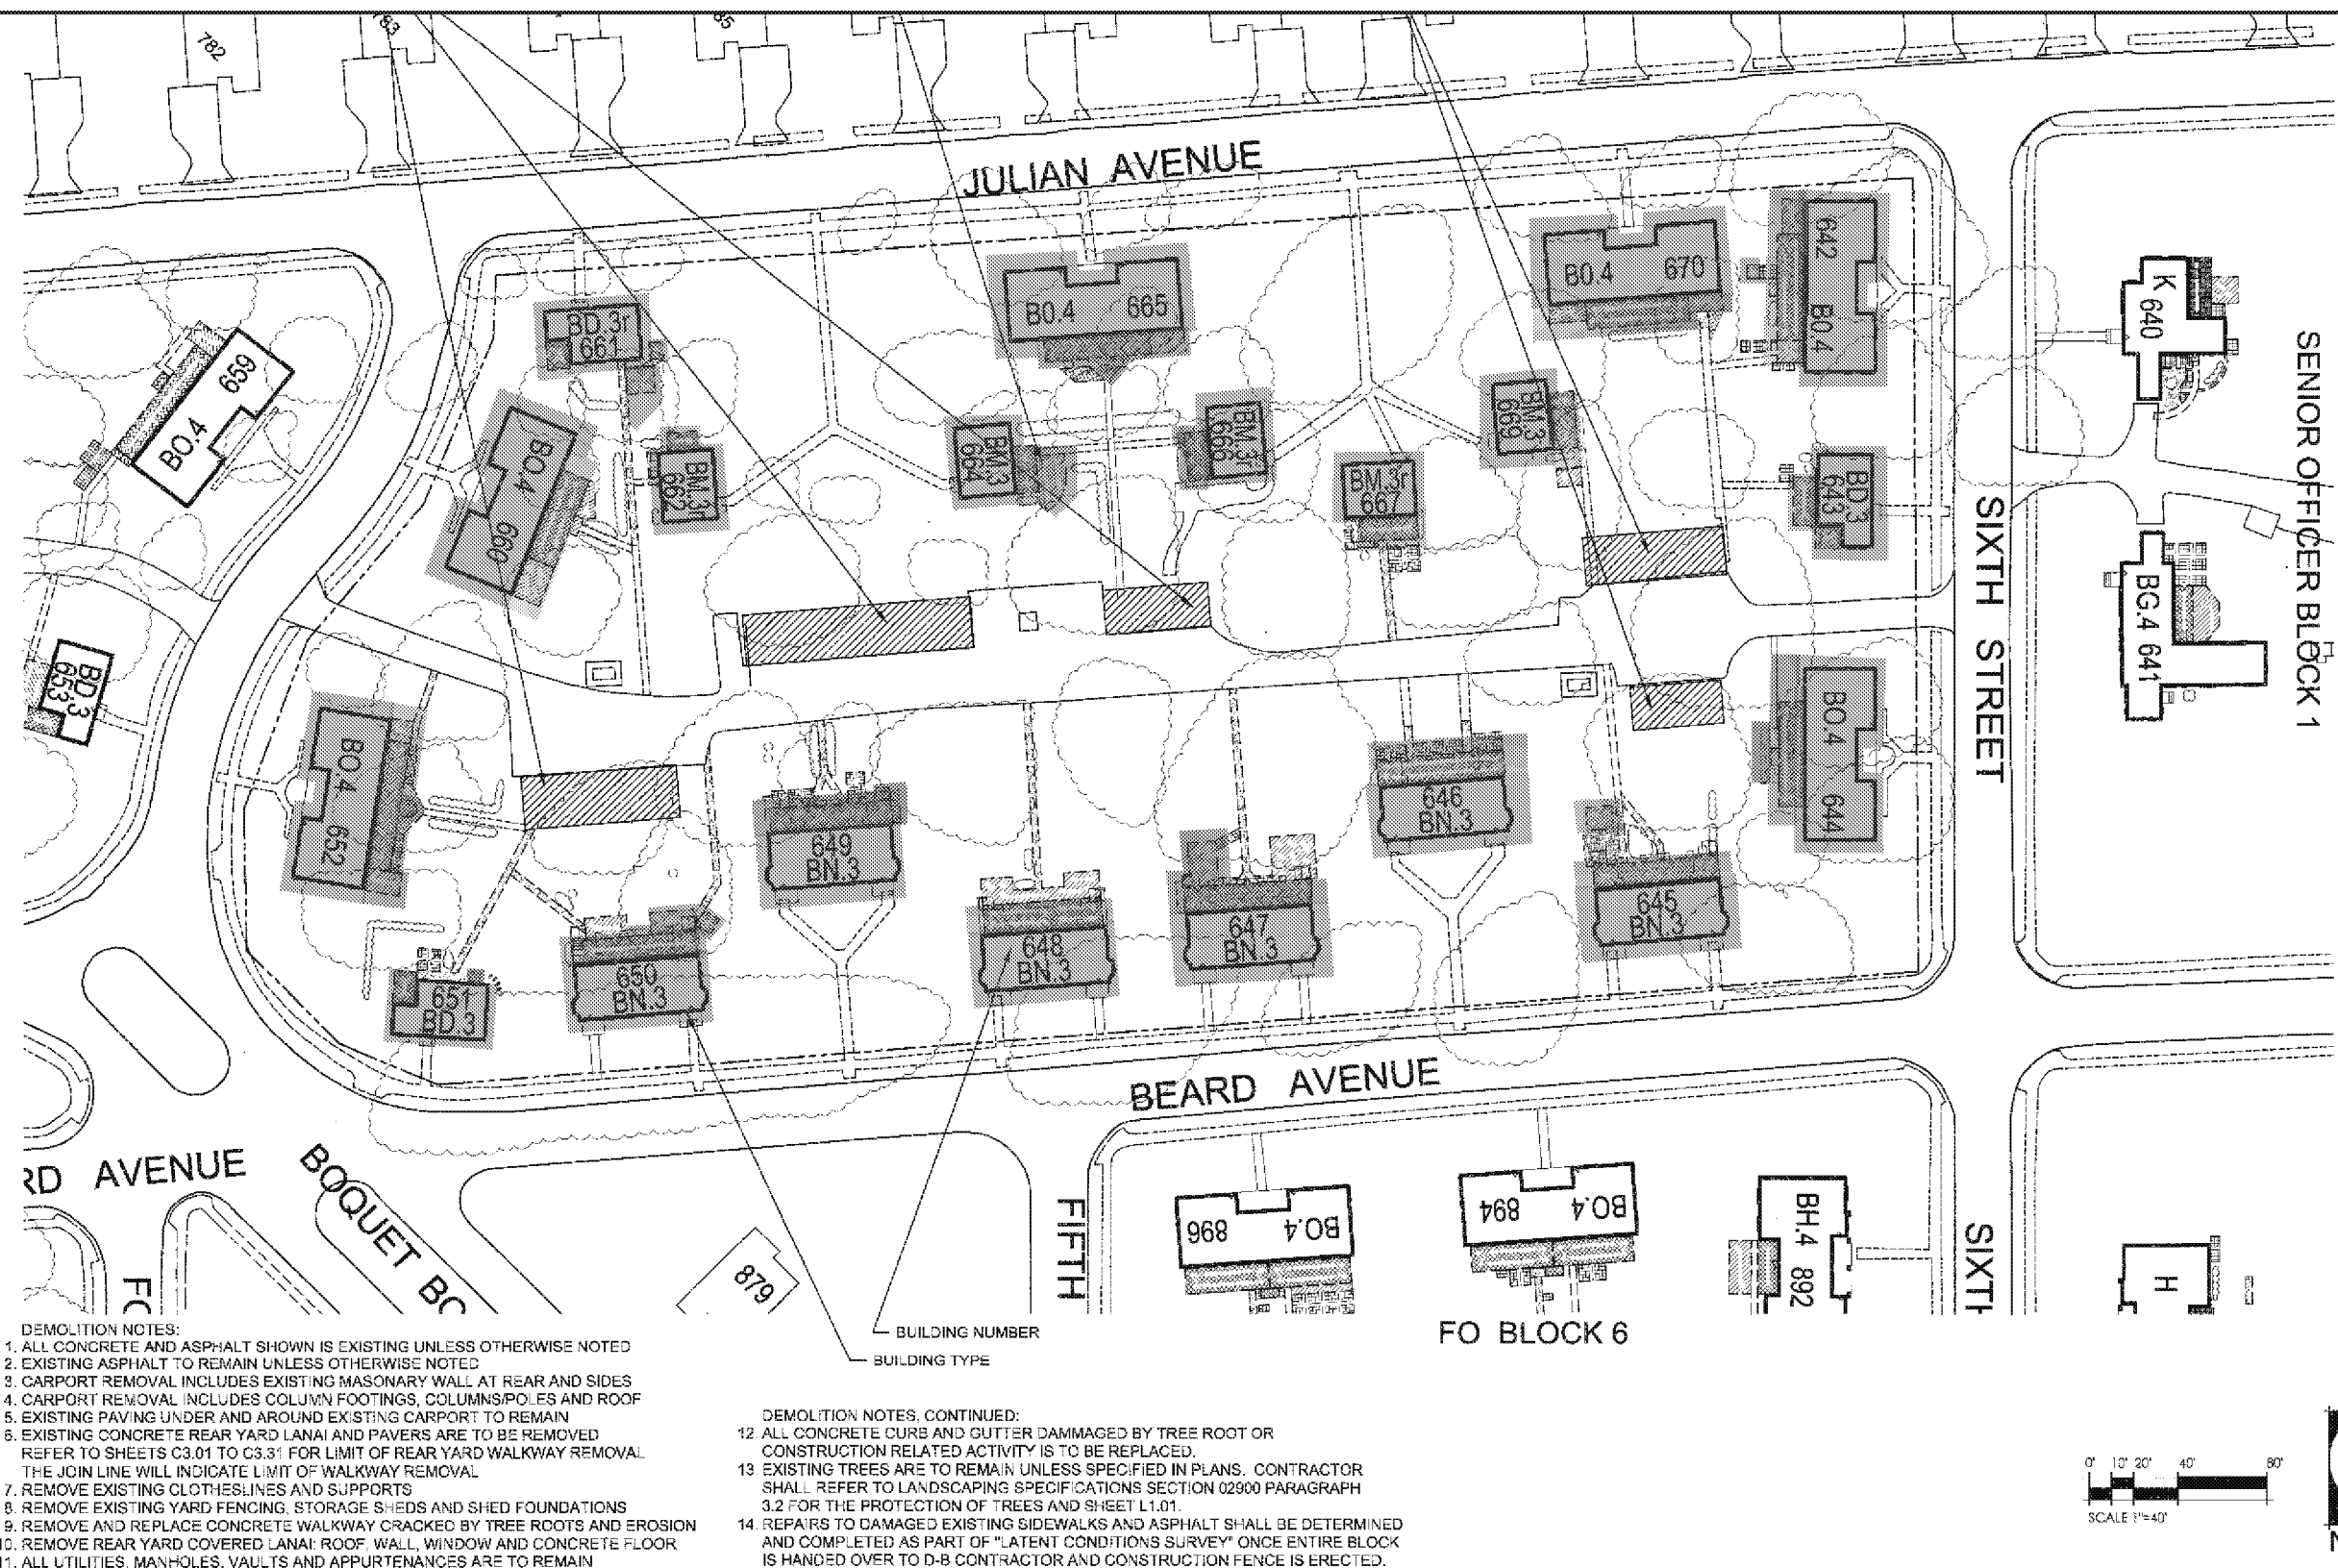 782
783
85
JULIAN AVENUE
BO.4 659
BD.3r
661
BO.4 660
BM.3r
662
BM.3
664
BO.4 665
BM.3r
666
BM.3r
667
BM.3
669
BO.4 670
642 BO.4
BD.3
643
K
640
BG.4 641
SENIOR OFFICER BLOCK 1
SIXTH STREET
BD.3
653
BO.4 652
651
BD.3
650
BN.3
649
BN.3
648
BN.3
647
BN.3
646
BN.3
645
BN.3
BO.4 644
BEARD AVENUE
RD AVENUE
BOQUET BO
FO
879
FIFTH
896 BO.4
894 BO.4
BH.4 892
SIXTH
H
BUILDING NUMBER
BUILDING TYPE
FO BLOCK 6
DEMOLITION NOTES:
1. ALL CONCRETE AND ASPHALT SHOWN IS EXISTING UNLESS OTHERWISE NOTED
2. EXISTING ASPHALT TO REMAIN UNLESS OTHERWISE NOTED
3. CARPORT REMOVAL INCLUDES EXISTING MASONARY WALL AT REAR AND SIDES
4. CARPORT REMOVAL INCLUDES COLUMN FOOTINGS, COLUMNS/POLES AND ROOF
5. EXISTING PAVING UNDER AND AROUND EXISTING CARPORT TO REMAIN
6. EXISTING CONCRETE REAR YARD LANAI AND PAVERS ARE TO BE REMOVED
REFER TO SHEETS C3.01 TO C3.31 FOR LIMIT OF REAR YARD WALKWAY REMOVAL
THE JOIN LINE WILL INDICATE LIMIT OF WALKWAY REMOVAL
7. REMOVE EXISTING CLOTHESLINES AND SUPPORTS
8. REMOVE EXISTING YARD FENCING, STORAGE SHEDS AND SHED FOUNDATIONS
9. REMOVE AND REPLACE CONCRETE WALKWAY CRACKED BY TREE ROOTS AND EROSION
10. REMOVE REAR YARD COVERED LANAI: ROOF, WALL, WINDOW AND CONCRETE FLOOR
11. ALL UTILITIES, MANHOLES, VAULTS AND APPURTENANCES ARE TO REMAIN
DEMOLITION NOTES, CONTINUED:
12. ALL CONCRETE CURB AND GUTTER DAMMAGED BY TREE ROOT OR
CONSTRUCTION RELATED ACTIVITY IS TO BE REPLACED.
13. EXISTING TREES ARE TO REMAIN UNLESS SPECIFIED IN PLANS. CONTRACTOR
SHALL REFER TO LANDSCAPING SPECIFICATIONS SECTION 02900 PARAGRAPH
3.2 FOR THE PROTECTION OF TREES AND SHEET L1.01.
14. REPAIRS TO DAMAGED EXISTING SIDEWALKS AND ASPHALT SHALL BE DETERMINED
AND COMPLETED AS PART OF "LATENT CONDITIONS SURVEY" ONCE ENTIRE BLOCK
IS HANDED OVER TO D-B CONTRACTOR AND CONSTRUCTION FENCE IS ERECTED.
0' 10' 20' 40' 80'
SCALE 1"=40'
N